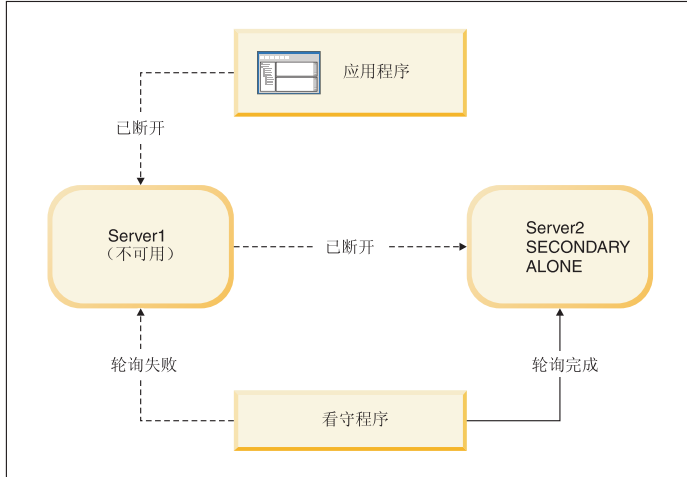 应用程序
已断开
Server1
（不可用）
已断开
Server2
SECONDARY
ALONE
轮询失败
轮询完成
看守程序